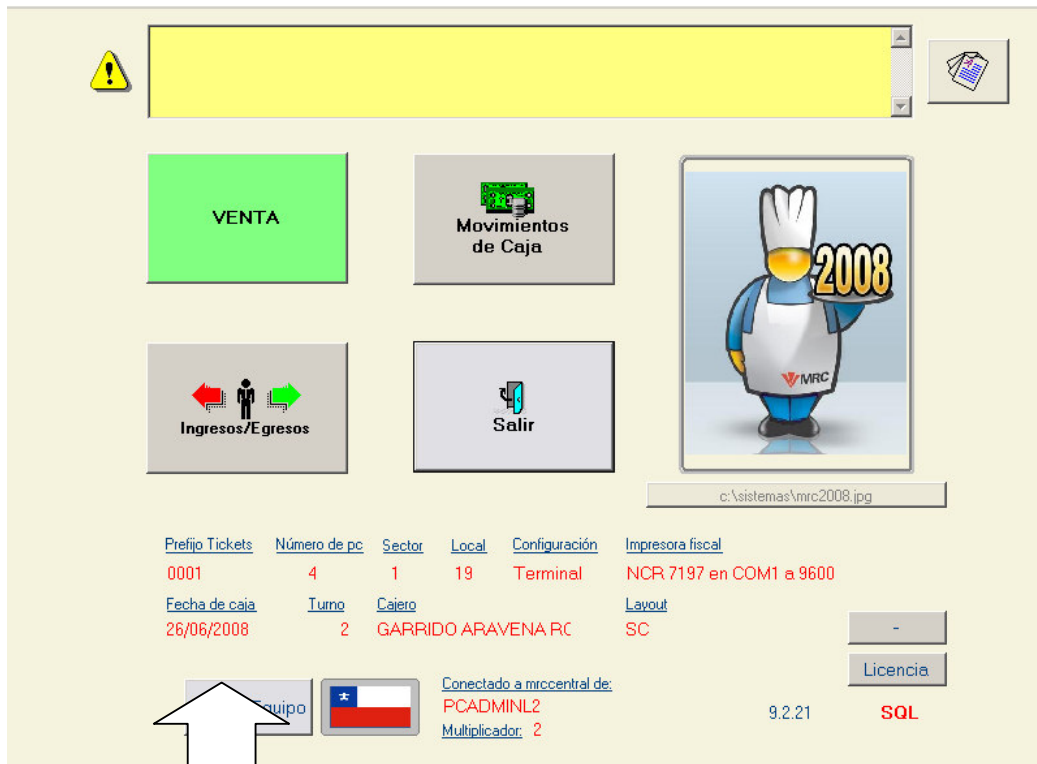 VENTA
Movimientos
de Caja
2008
MRC
Ingresos/Egresos
Salir
c:\sistemas\mrc2008.jpg
Prefijo Tickets Número de pc Sector Local Configuración Impresora fiscal
0001 4 1 19 Terminal NCR 7197 en COM1 a 9600
Fecha de caja Turno Cajero Layout
26/06/2008 2 GARRIDO ARAVENA RO SC
-
Licencia
Conectado a mrccentral de:
PCADMINL2
Multiplicador: 2
9.2.21 SQL